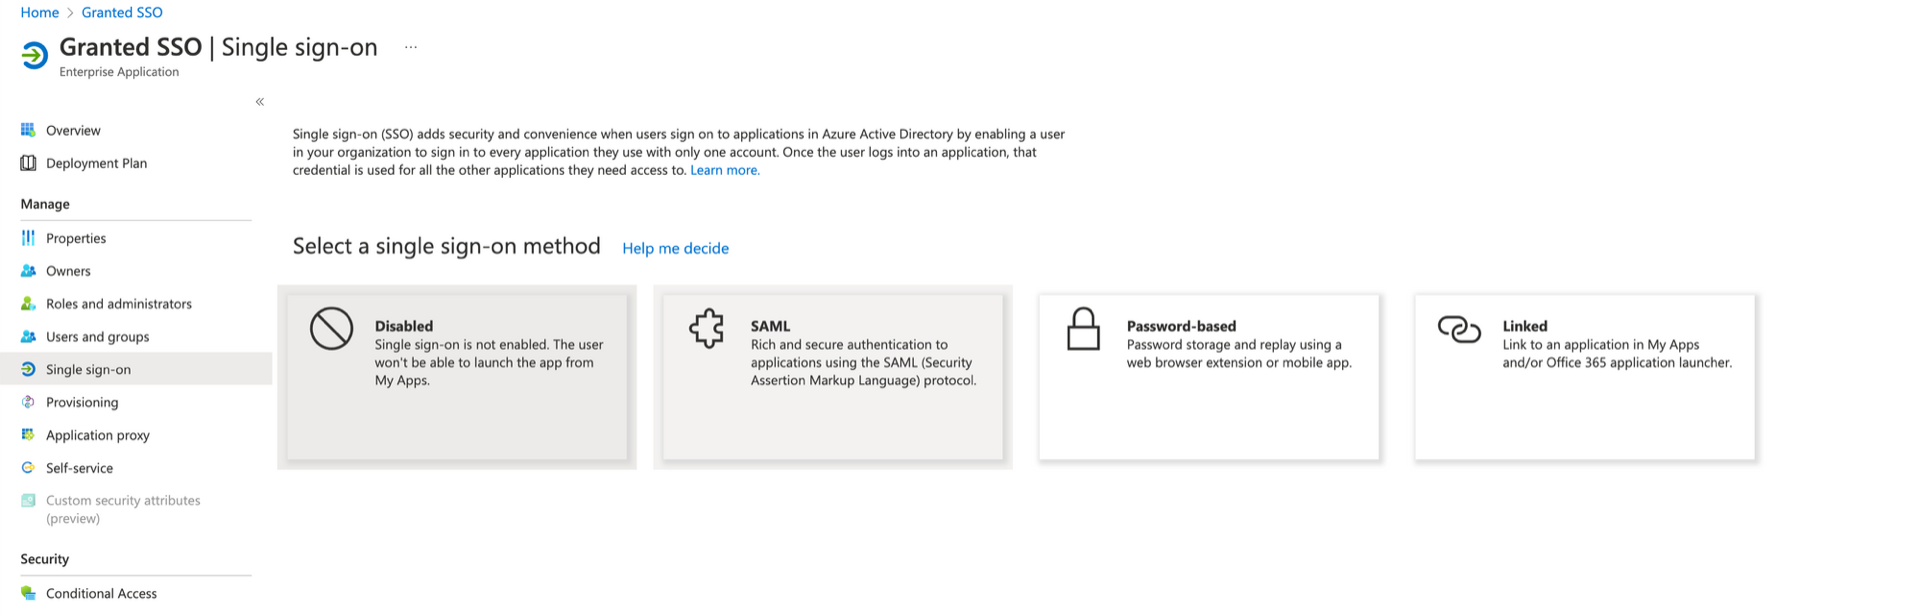 Home > Granted SSO
Granted SSO | Single sign-on ...
Enterprise Application
«
Overview
Deployment Plan
Manage
Properties
Owners
Roles and administrators
Users and groups
Single sign-on
Provisioning
Application proxy
Self-service
Custom security attributes
(preview)
Security
Conditional Access
Single sign-on (SSO) adds security and convenience when users sign on to applications in Azure Active Directory by enabling a user
in your organization to sign in to every application they use with only one account. Once the user logs into an application, that
credential is used for all the other applications they need access to. Learn more.
Select a single sign-on method Help me decide
Disabled
Single sign-on is not enabled. The user
won't be able to launch the app from
My Apps.
SAML
Rich and secure authentication to
applications using the SAML (Security
Assertion Markup Language) protocol.
Password-based
Password storage and replay using a
web browser extension or mobile app.
Linked
Link to an application in My Apps
and/or Office 365 application launcher.